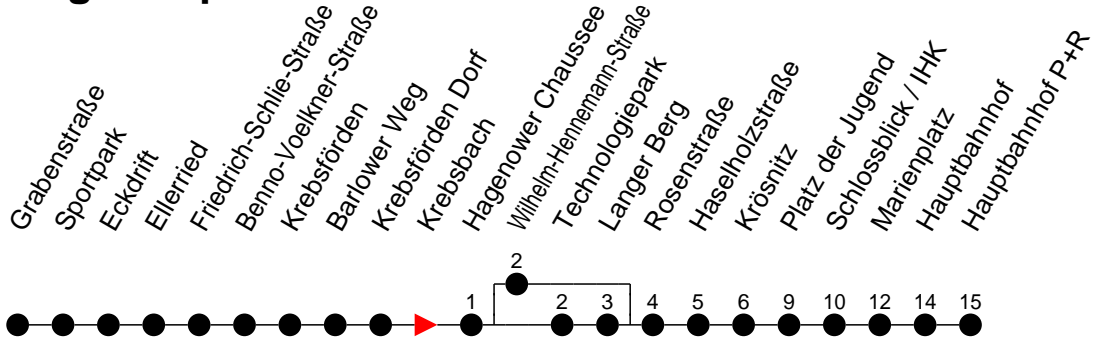 Grabenstraße
Sportpark
Eckdrift
Ellerried
Friedrich-Schlie-Straße
Benno-Voelkner-Straße
Krebsförden
Barlower Weg
Krebsförden Dorf
Krebsbach
Hagenower Chaussee
Wilhelm-Hennemann-Straße
Technologiepark
Langer Berg
Rosenstraße
Haselholzstraße
Krösnitz
Platz der Jugend
Schlossblick / IHK
Marienplatz
Hauptbahnhof
Hauptbahnhof P+R
2
1 2 3 4 5 6 9 10 12 14 15